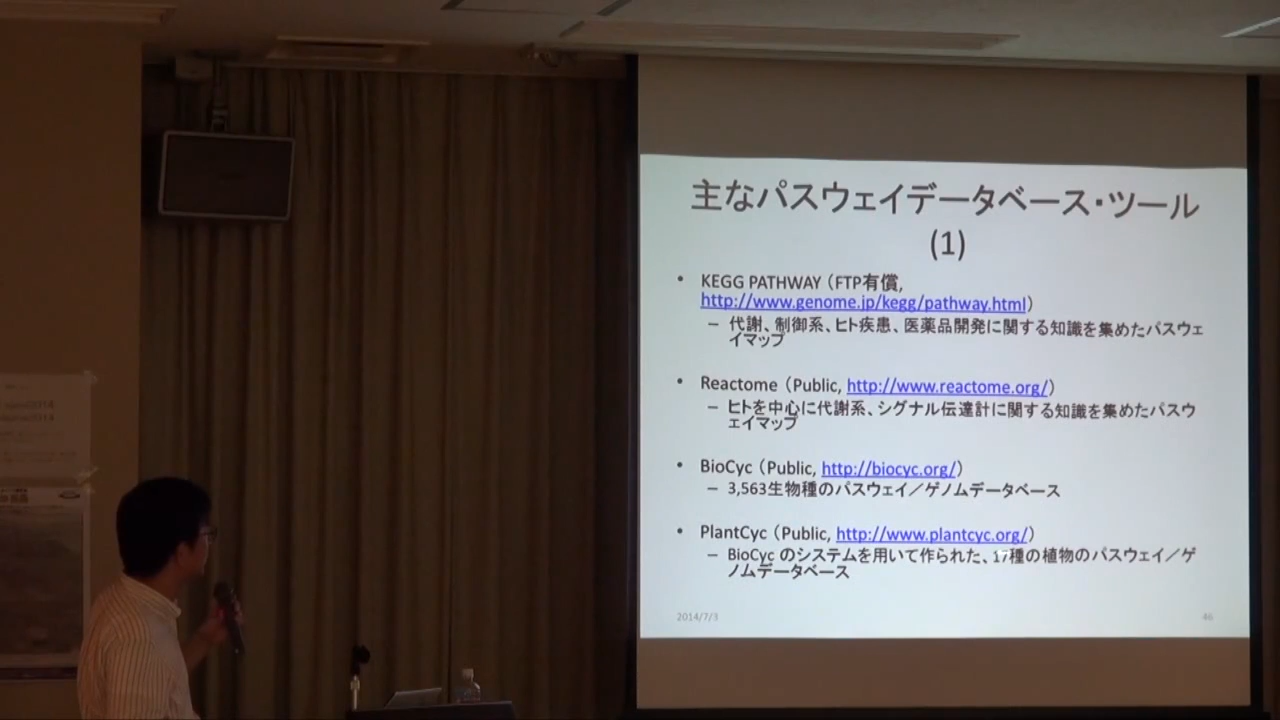 主なパスウェイデータベース・ツール
(1)
• KEGG PATHWAY（FTP有償,
http://www.genome.jp/kegg/pathway.html）
– 代謝、制御系、ヒト疾患、医薬品開発に関する知識を集めたパスウェ
イマップ
• Reactome（Public, http://www.reactome.org/）
– ヒトを中心に代謝系、シグナル伝達計に関する知識を集めたパスウ
ェイマップ
• BioCyc（Public, http://biocyc.org/）
– 3,563生物種のパスウェイ／ゲノムデータベース
• PlantCyc（Public, http://www.plantcyc.org/）
– BioCyc のシステムを用いて作られた、17種の植物のパスウェイ／ゲ
ノムデータベース
2014/7/3
46